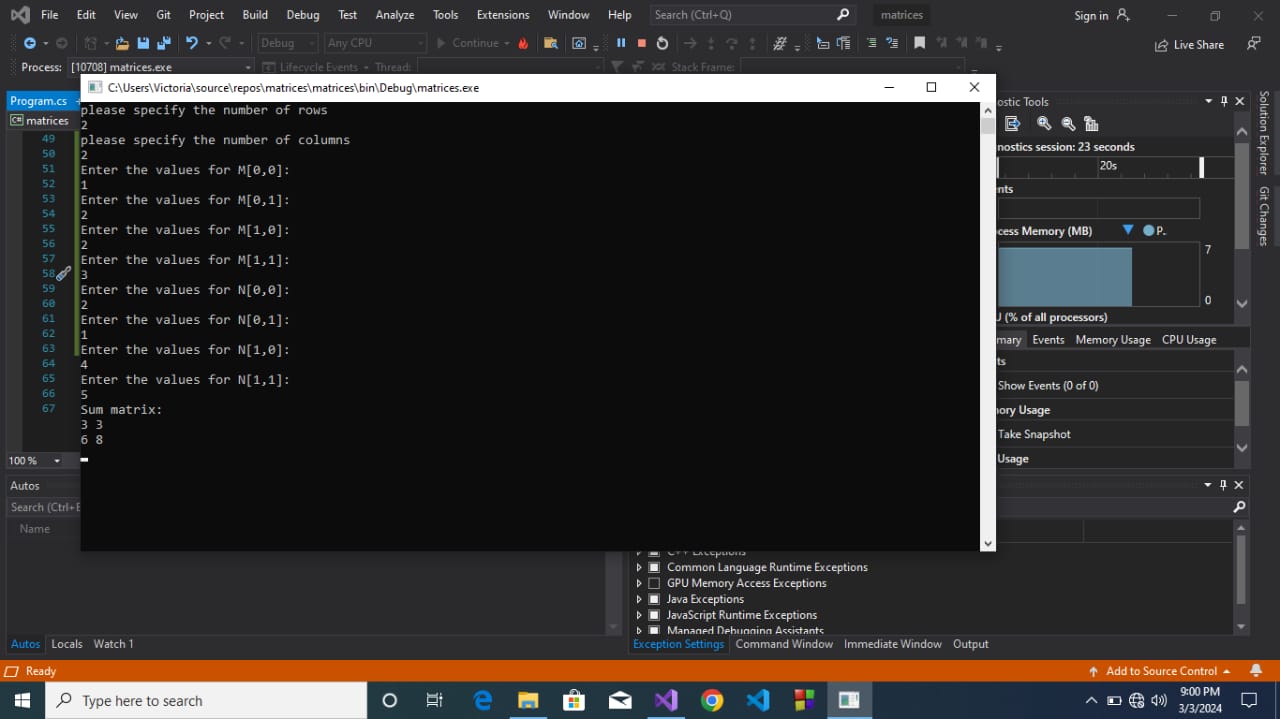 File Edit View Git Project Build Debug Test Analyze Tools Extensions Window Help Search (Ctrl+Q) matrices Sign in
Debug Any CPU Continue Live Share
Process: [10708] matrices.exe Lifecycle Events Thread: Stack Frame:
C:\Users\Victoria\source\repos\matrices\matrices\bin\Debug\matrices.exe
Program.cs
matrices
49
50
51
52
53
54
55
56
57
58
59
60
61
62
63
64
65
66
67
100 %
please specify the number of rows
2
please specify the number of columns
2
Enter the values for M[0,0]:
1
Enter the values for M[0,1]:
2
Enter the values for M[1,0]:
2
Enter the values for M[1,1]:
3
Enter the values for N[0,0]:
2
Enter the values for N[0,1]:
1
Enter the values for N[1,0]:
4
Enter the values for N[1,1]:
5
Sum matrix:
3 3
6 8
ostic Tools
nostics session: 23 seconds
20s
ents
cess Memory (MB) P..
7
0
U (% of all processors)
mary Events Memory Usage CPU Usage
ts
Show Events (0 of 0)
ory Usage
Take Snapshot
Usage
Solution Explorer
Git Changes
Autos
Search (Ctrl+E
Name
Autos Locals Watch 1
C++ Exceptions
Common Language Runtime Exceptions
GPU Memory Access Exceptions
Java Exceptions
JavaScript Runtime Exceptions
Managed Debugging Assistants
Exception Settings Command Window Immediate Window Output
Ready Add to Source Control
Type here to search
9:00 PM
3/3/2024